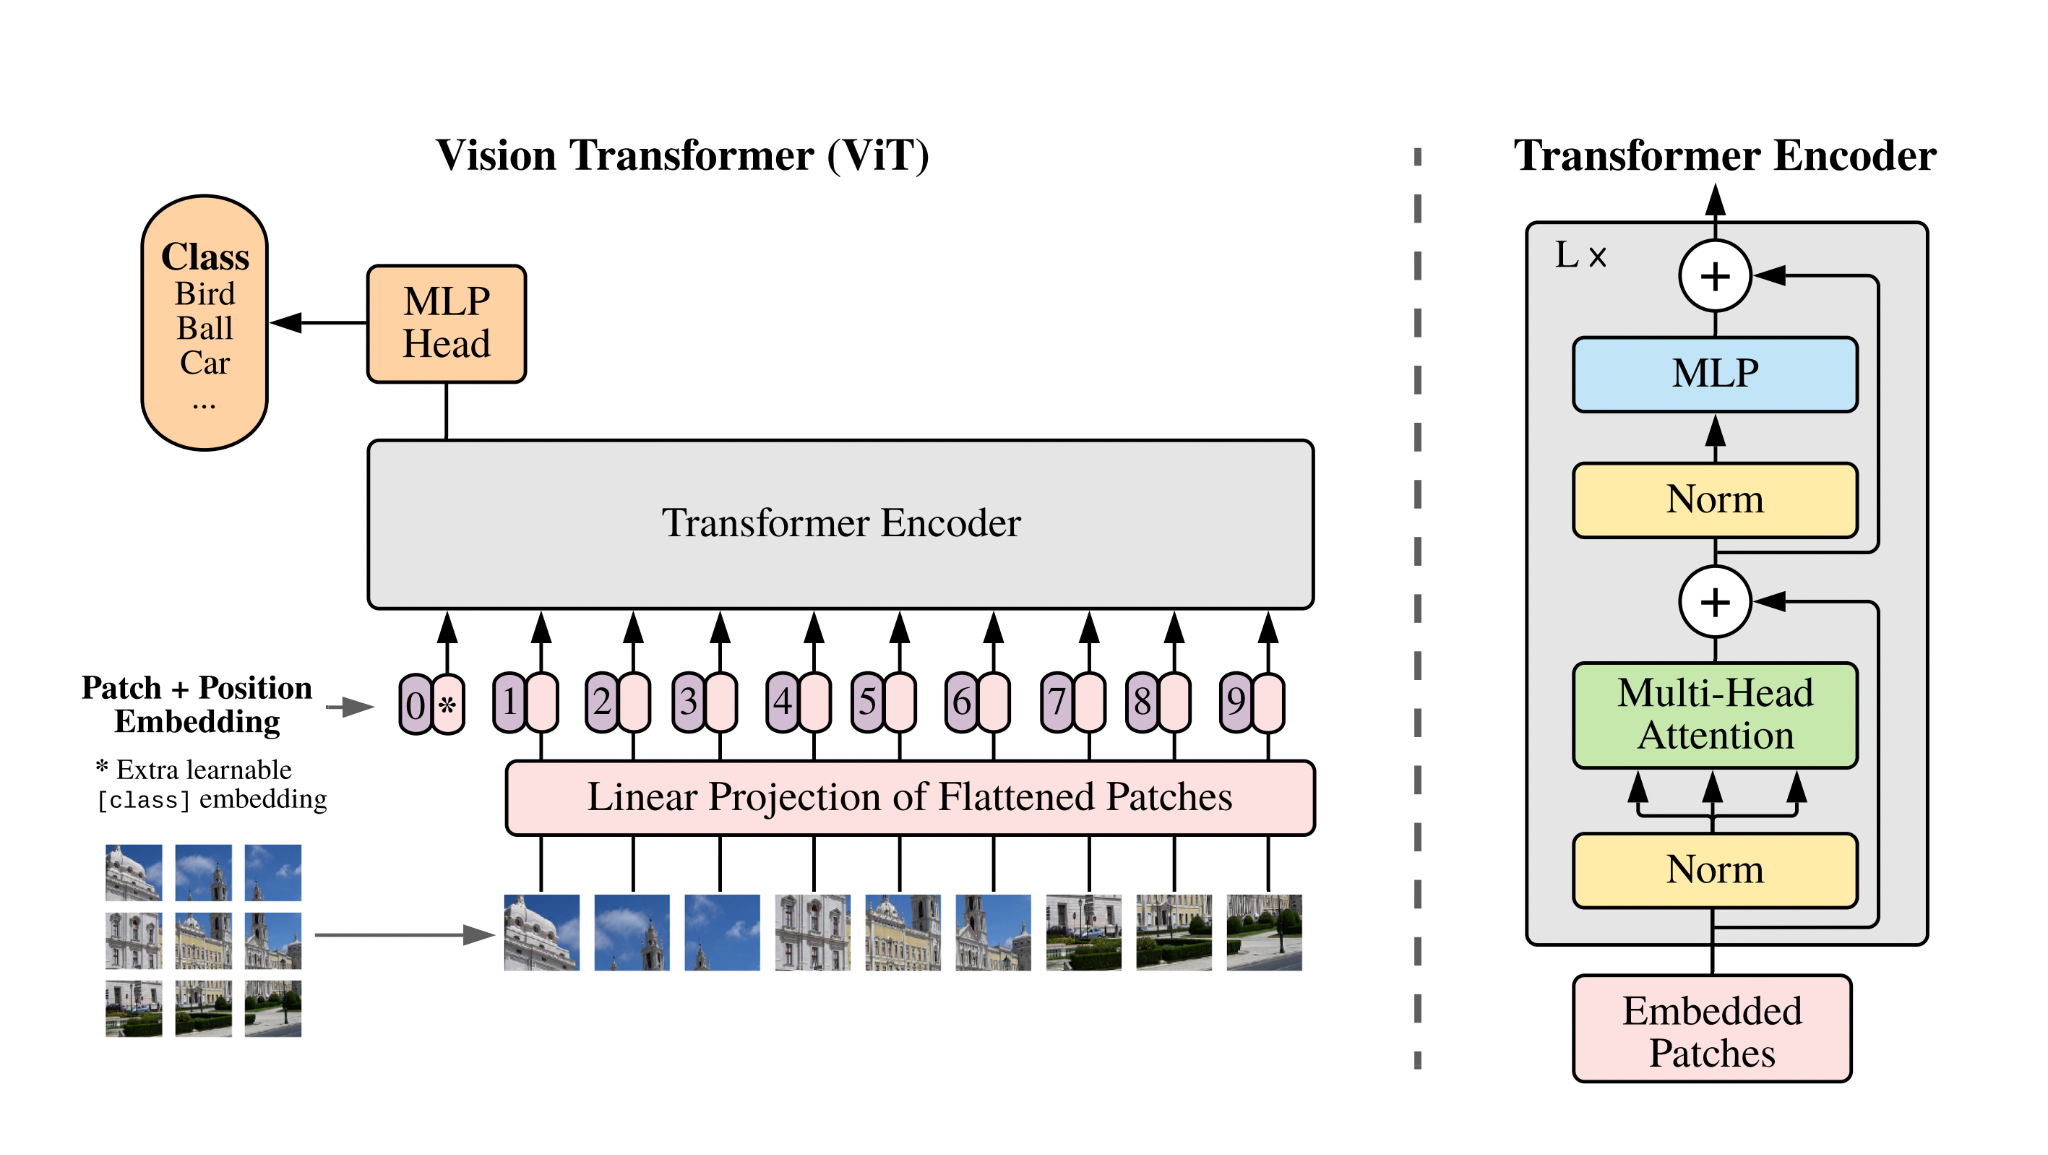 Vision Transformer (ViT)
Class
Bird
Ball
Car
...
MLP
Head
Transformer Encoder
Patch + Position
Embedding
0 * 1 2 3 4 5 6 7 8 9
* Extra learnable
[class] embedding
Linear Projection of Flattened Patches
Transformer Encoder
L x
+
MLP
Norm
+
Multi-Head
Attention
Norm
Embedded
Patches